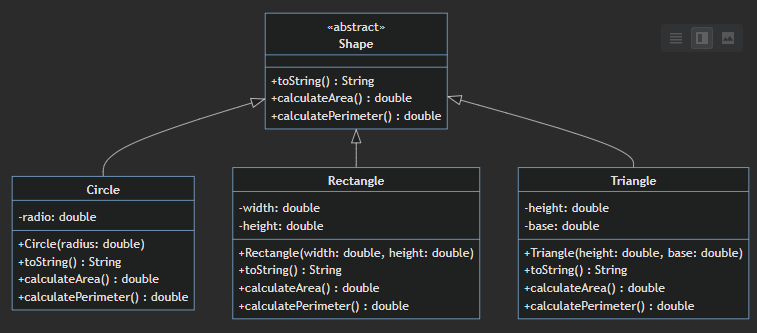 «abstract»
Shape
+toString() : String
+calculateArea() : double
+calculatePerimeter() : double
Circle
-radio: double
+Circle(radius: double)
+toString() : String
+calculateArea() : double
+calculatePerimeter() : double
Rectangle
-width: double
-height: double
+Rectangle(width: double, height: double)
+toString() : String
+calculateArea() : double
+calculatePerimeter() : double
Triangle
-height: double
-base: double
+Triangle(height: double, base: double)
+toString() : String
+calculateArea() : double
+calculatePerimeter() : double